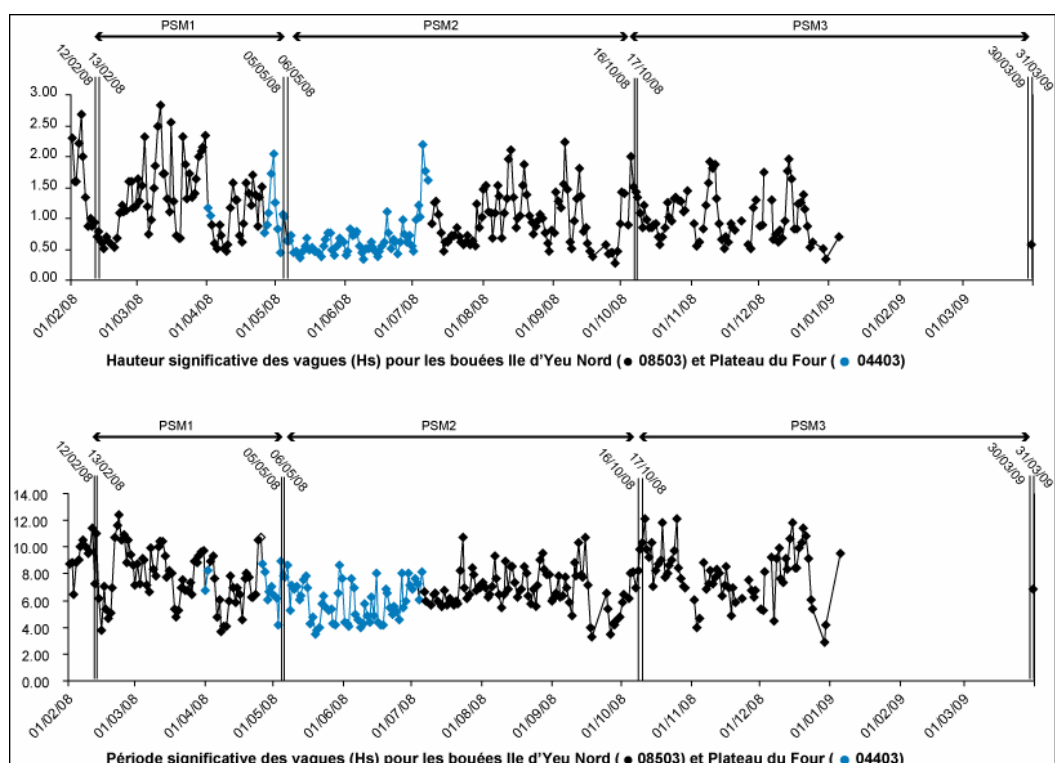 PSM1 PSM2 PSM3
12/02/08 13/02/08 05/05/08 06/05/08 16/10/08 17/10/08 30/03/09 31/03/09
3.00
2.50
2.00
1.50
1.00
0.50
0.00
01/02/08 01/03/08 01/04/08 01/05/08 01/06/08 01/07/08 01/08/08 01/09/08 01/10/08 01/11/08 01/12/08 01/01/09 01/02/09 01/03/09
Hauteur significative des vagues (Hs) pour les bouées Ile d'Yeu Nord ( ● 08503) et Plateau du Four ( ● 04403)
PSM1 PSM2 PSM3
12/02/08 13/02/08 05/05/08 06/05/08 16/10/08 17/10/08 30/03/09 31/03/09
14.00
12.00
10.00
8.00
6.00
4.00
2.00
0.00
01/02/08 01/03/08 01/04/08 01/05/08 01/06/08 01/07/08 01/08/08 01/09/08 01/10/08 01/11/08 01/12/08 01/01/09 01/02/09 01/03/09
Période significative des vagues (Hs) pour les bouées Ile d'Yeu Nord ( ● 08503) et Plateau du Four ( ● 04403)